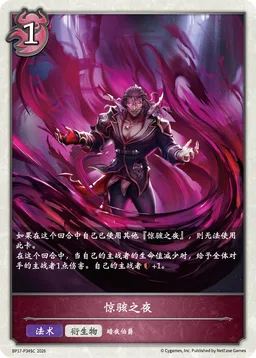 1
如果在这个回合中自己已使用其他『惊骇之夜』,则无法使用
此卡。
在这个回合中,当自己的主战者的生命值减少时,给予全体对
手的主战者1点伤害。自己的主战者+1。
惊骇之夜
法术 衍生物 暗夜伯爵
© Cygames, Inc. Published by NetEase Games